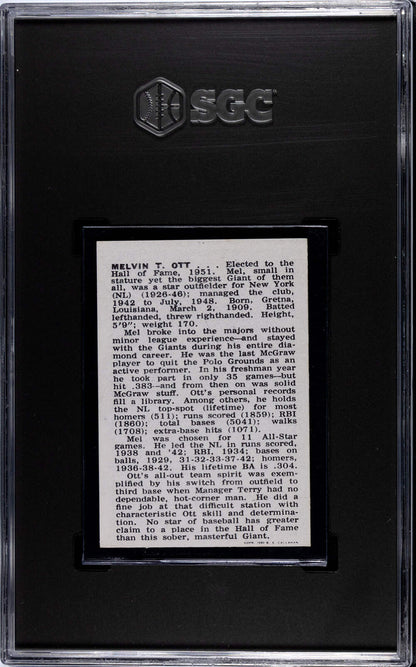 SGC
MELVIN T. OTT . . . Elected to the
Hall of Fame, 1951. Mel, small in
stature yet the biggest Giant of them
all, was a star outfielder for New York
(NL) (1926-46); managed the club,
1942 to July, 1948. Born, Gretna,
Louisiana, March 2, 1909. Batted
lefthanded, threw righthanded. Height,
5'9"; weight 170.
Mel broke into the majors without
minor league experience—and stayed
with the Giants during his entire dia-
mond career. He was the last McGraw
player to quit the Polo Grounds as an
active performer. In his freshman year
he took part in only 35 games—but
hit .383—and from then on was solid
McGraw stuff. Ott's personal records
fill a library. Among others, he holds
the NL top-spot (lifetime) for most
homers (511); runs scored (1859); RBI
(1860); total bases (5041); walks
(1708); extra-base hits (1071).
Mel was chosen for 11 All-Star
games. He led the NL in runs scored,
1938 and '42; RBI, 1934; bases on
balls, 1929, 31-32-33-37-42; homers,
1936-38-42. His lifetime BA is .304.
Ott's all-out team spirit was exem-
plified by his switch from outfield to
third base when Manager Terry had no
dependable, hot-corner man. He did a
fine job at that difficult station with
characteristic Ott skill and determina-
tion. No star of baseball has greater
claim to a place in the Hall of Fame
than this sober, masterful Giant.